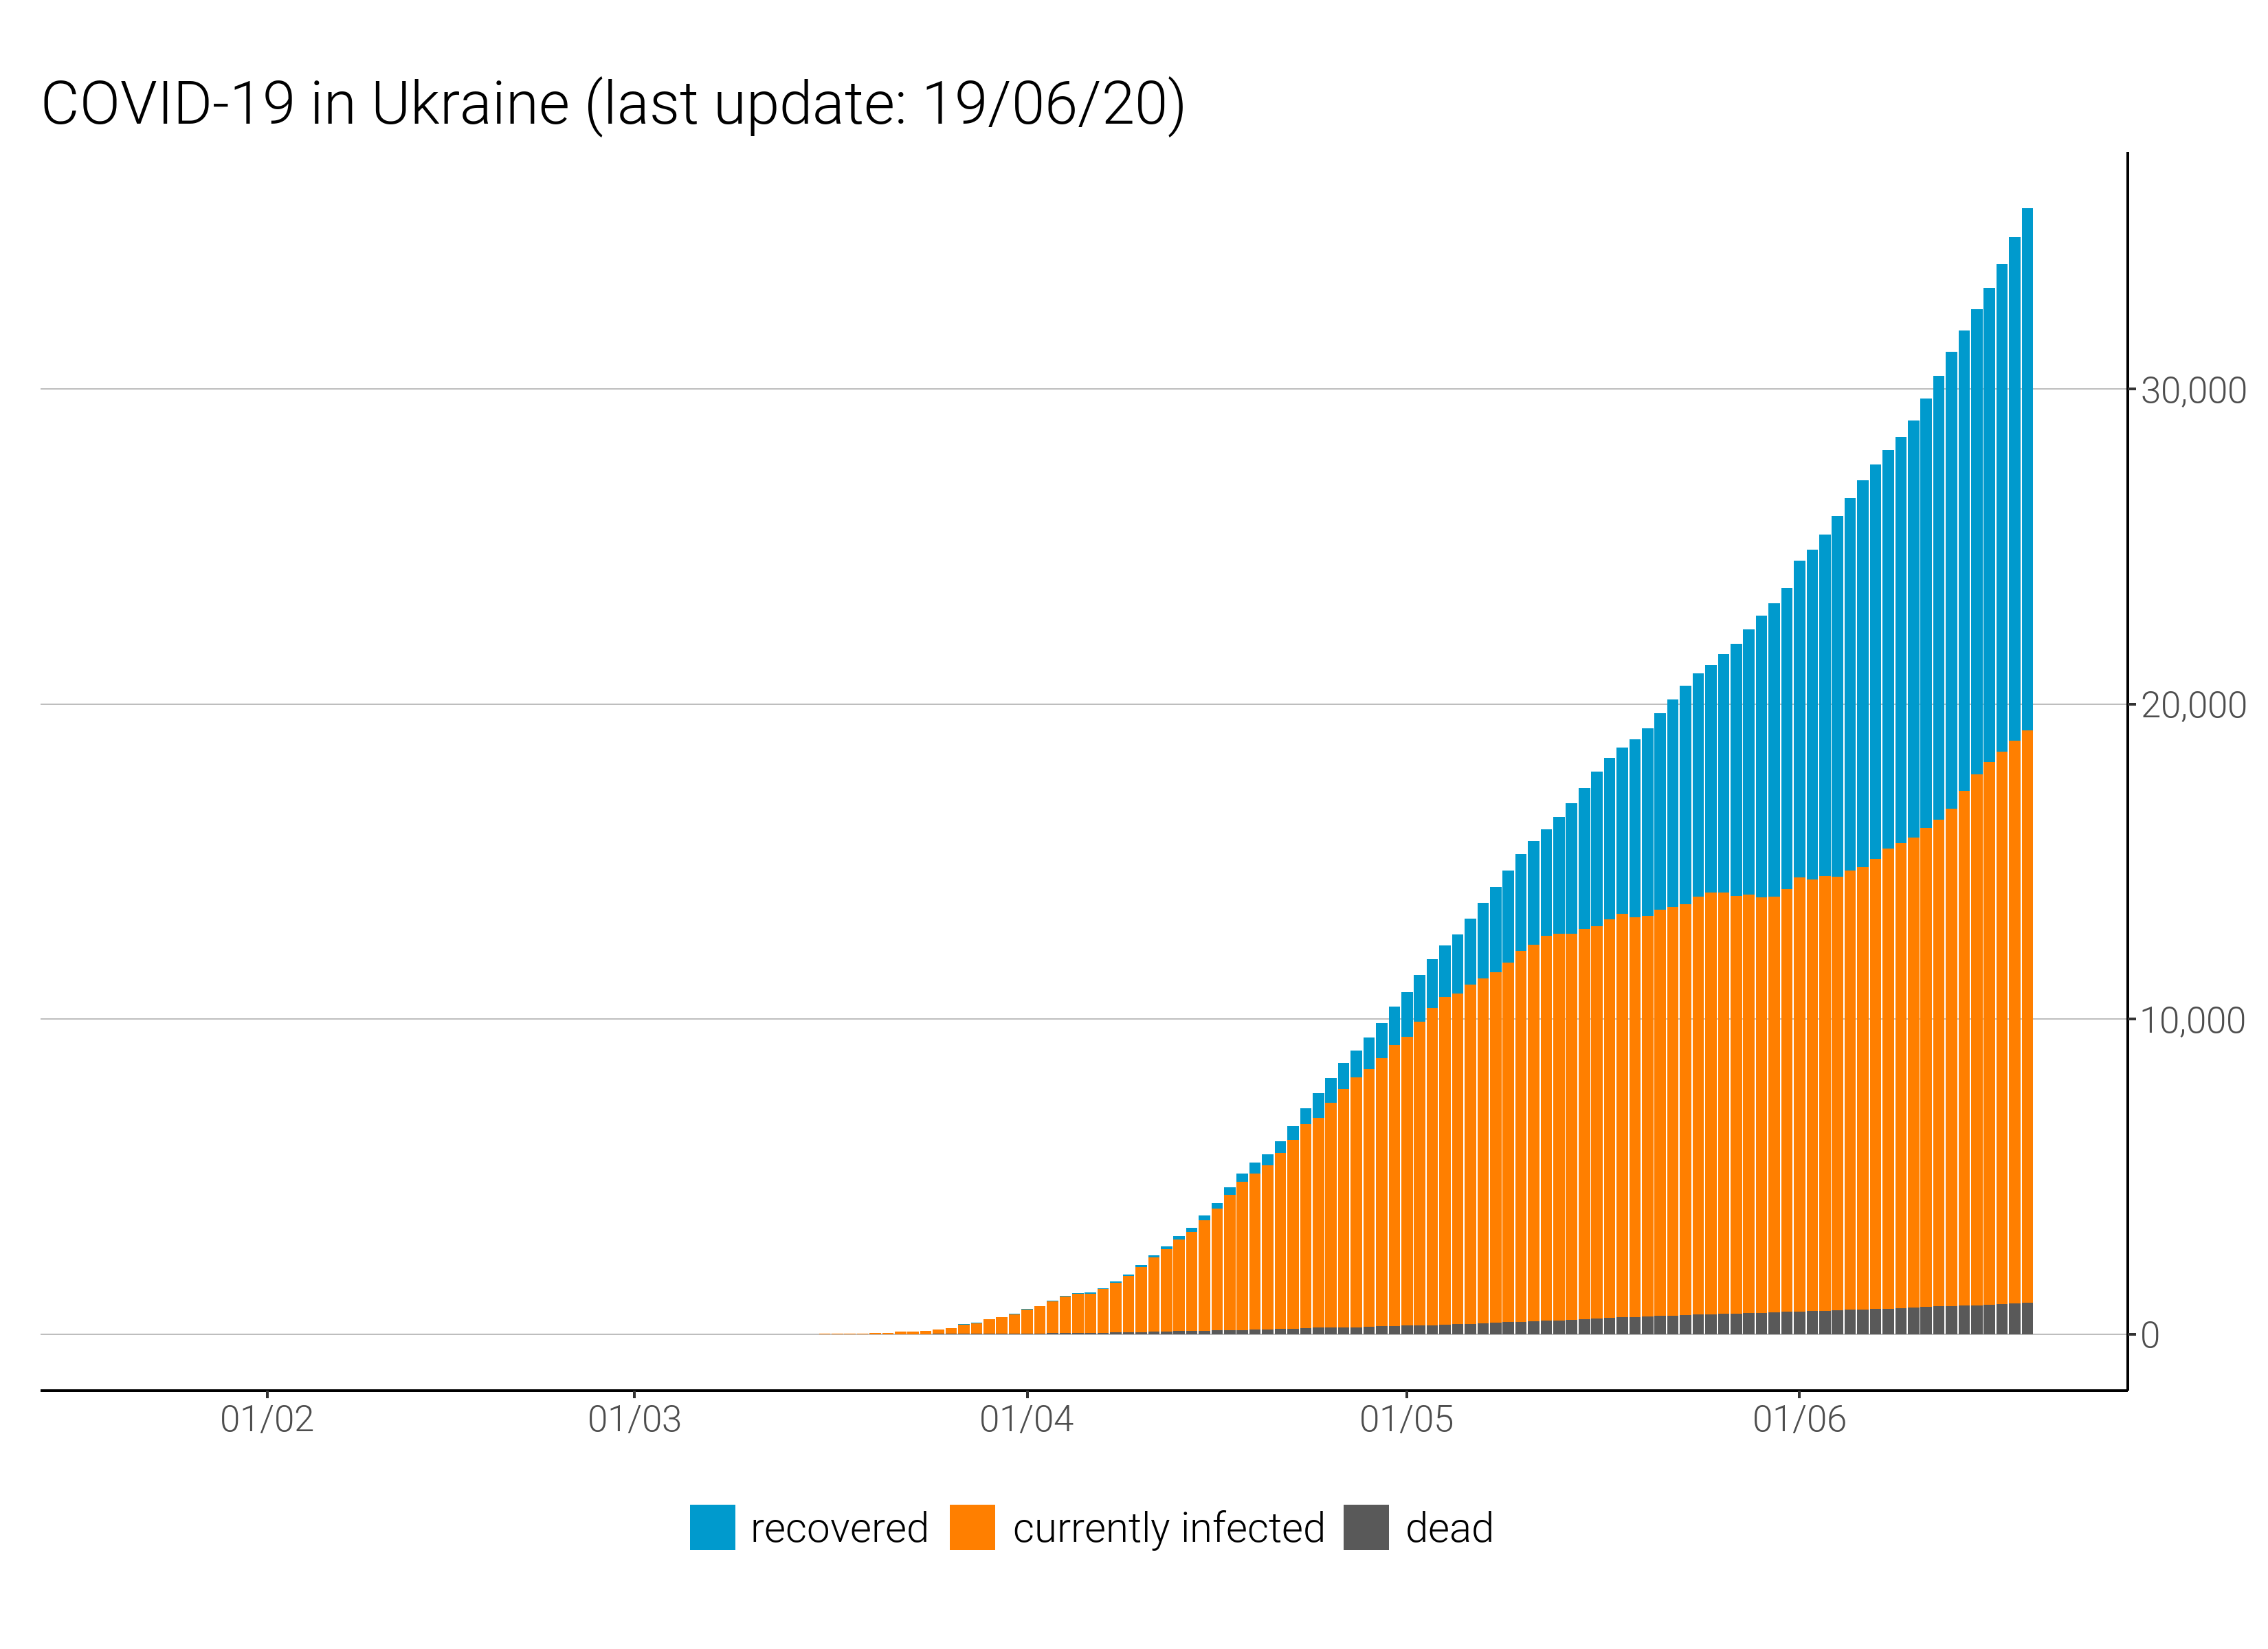 COVID-19 in Ukraine (last update: 19/06/20)
30,000
20,000
10,000
0
01/02 01/03 01/04 01/05 01/06
recovered currently infected dead